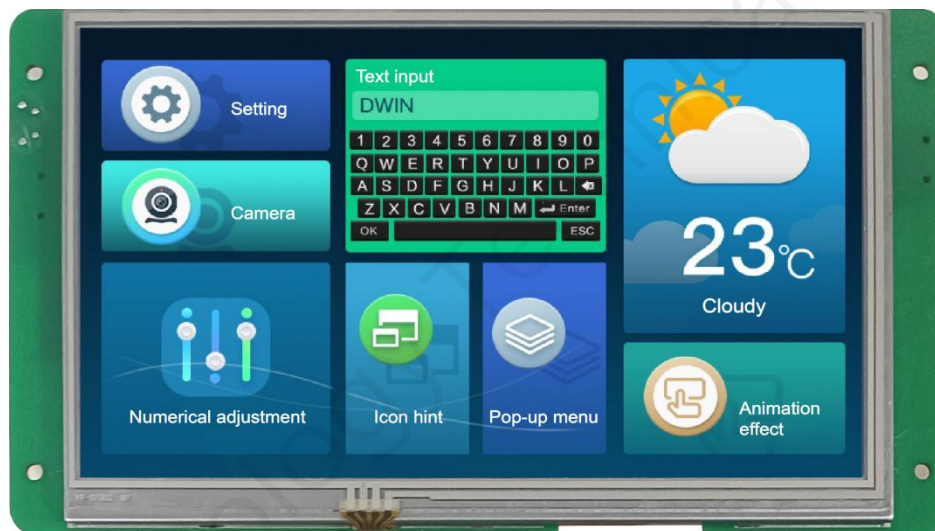 Setting
Camera
Numerical adjustment
Text input
DWIN
1 2 3 4 5 6 7 8 9 0
Q W E R T Y U I O P
A S D F G H J K L
Z X C V B N M Enter
OK ESC
Icon hint
Pop-up menu
23℃
Cloudy
Animation
effect